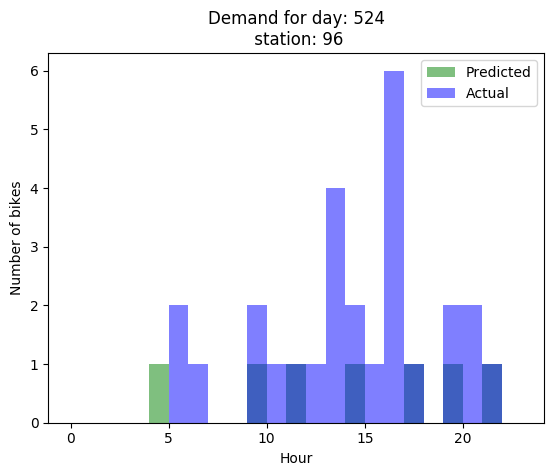 Demand for day: 524
station: 96
Predicted
Actual
Number of bikes
6
5
4
3
2
1
0
0 5 10 15 20
Hour